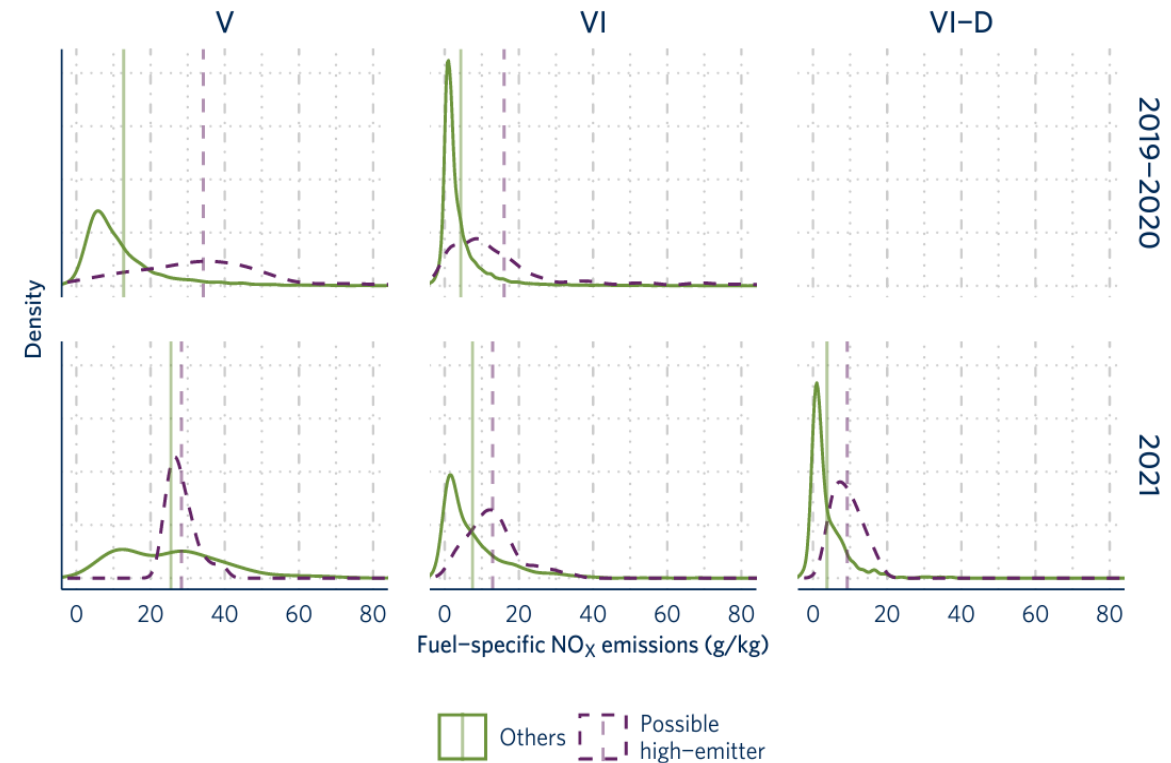 V VI VI–D
2019–2020
Density
2021
0 20 40 60 80 0 20 40 60 80 0 20 40 60 80
Fuel–specific NOX emissions (g/kg)
Others
Possible
high–emitter